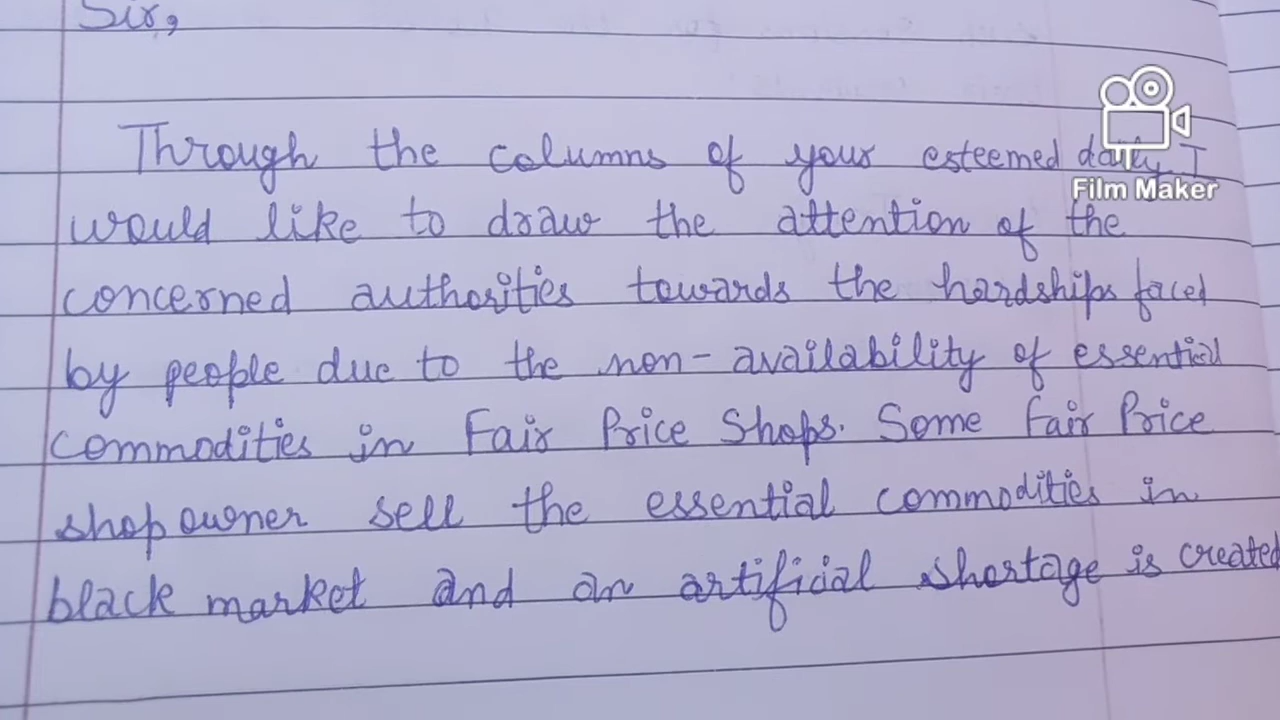 Sir,
Through the columns of your esteemed daily, I
would like to draw the attention of the
concerned authorities towards the hardships faced
by people due to the non-availability of essential
commodities in Fair Price Shops. Some Fair Price
shop owner sell the essential commodities in
black market and an artificial shortage is created
Film Maker